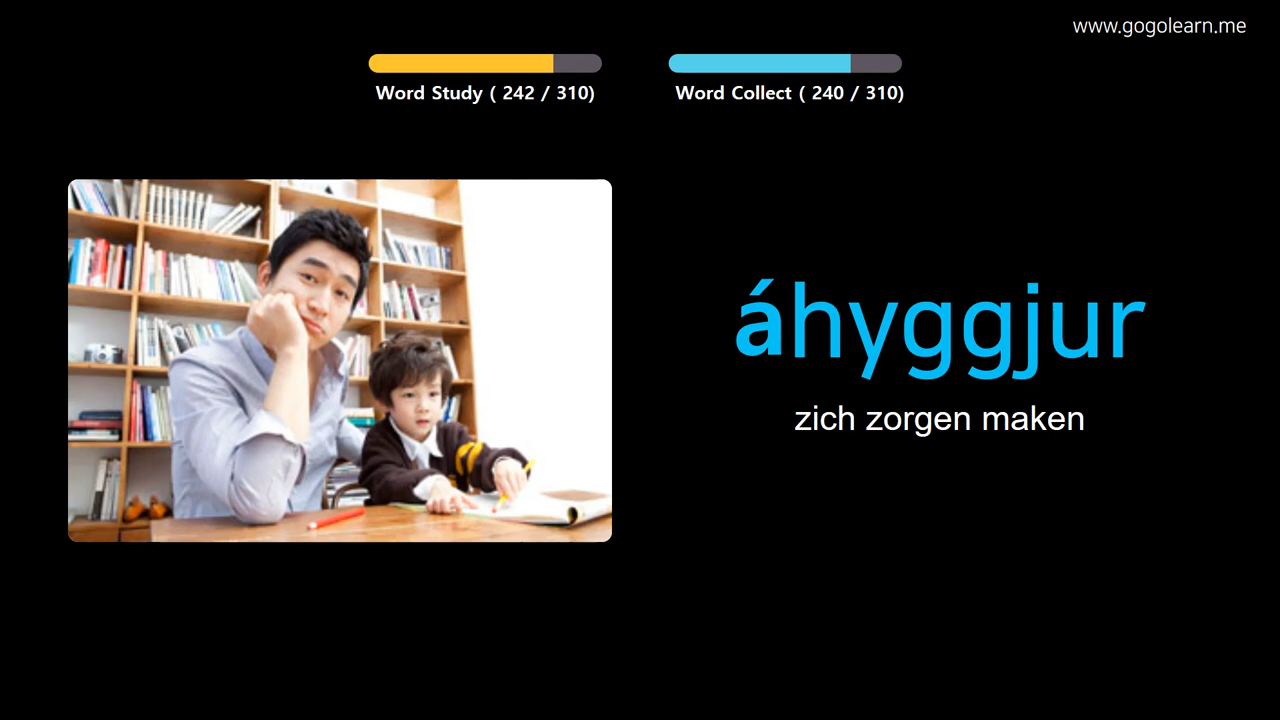 www.gogolearn.me
Word Study ( 242 / 310)
Word Collect ( 240 / 310)
áhyggjur
zich zorgen maken